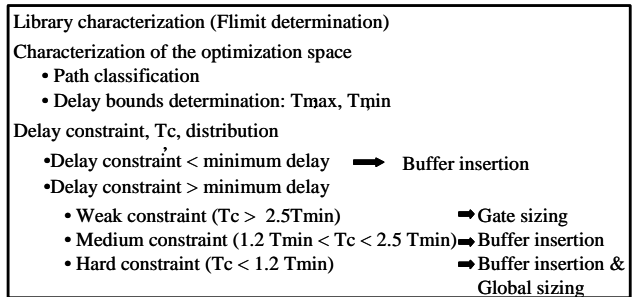 Library characterization (Flimit determination)
Characterization of the optimization space
• Path classification
• Delay bounds determination: Tmax, Tmin
Delay constraint, Tc, distribution
•Delay constraint < minimum delay ➡ Buffer insertion
•Delay constraint > minimum delay
• Weak constraint (Tc > 2.5Tmin) ➡ Gate sizing
• Medium constraint (1.2 Tmin < Tc < 2.5 Tmin) ➡ Buffer insertion
• Hard constraint (Tc < 1.2 Tmin) ➡ Buffer insertion &
Global sizing